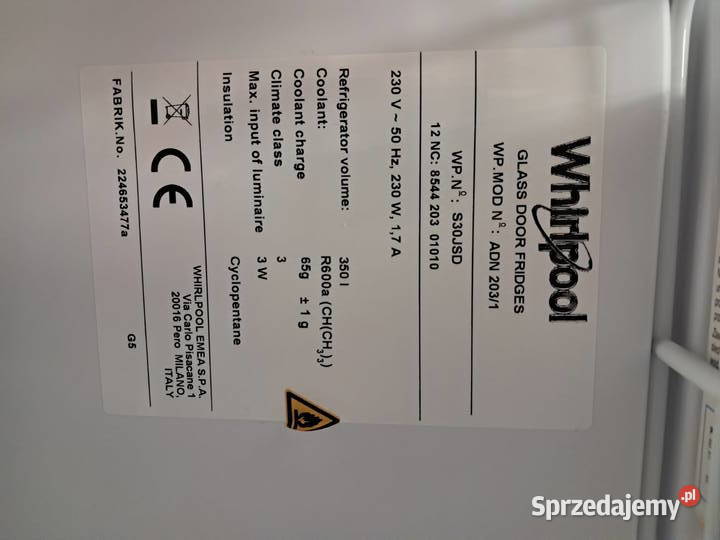 Whirlpool
GLASS DOOR FRIDGES
WP.MOD Nº: ADN 203/1
WP.Nº: S30JSD
12 NC: 8544 203 01010
230 V ~ 50 Hz, 230 W, 1,7 A
Refrigerator volume: 350 l
Coolant: R600a (CH(CH3)3)
Coolant charge 65g ± 1 g
Climate class 3
Max. input of luminaire 3 W
Insulation Cyclopentane
CE
WHIRLPOOL EMEA S.P.A.
Via Carlo Pisacane 1
20016 Pero MILANO,
ITALY
FABRIK.No. 224653477a
G5
Sprzedajemy.pl